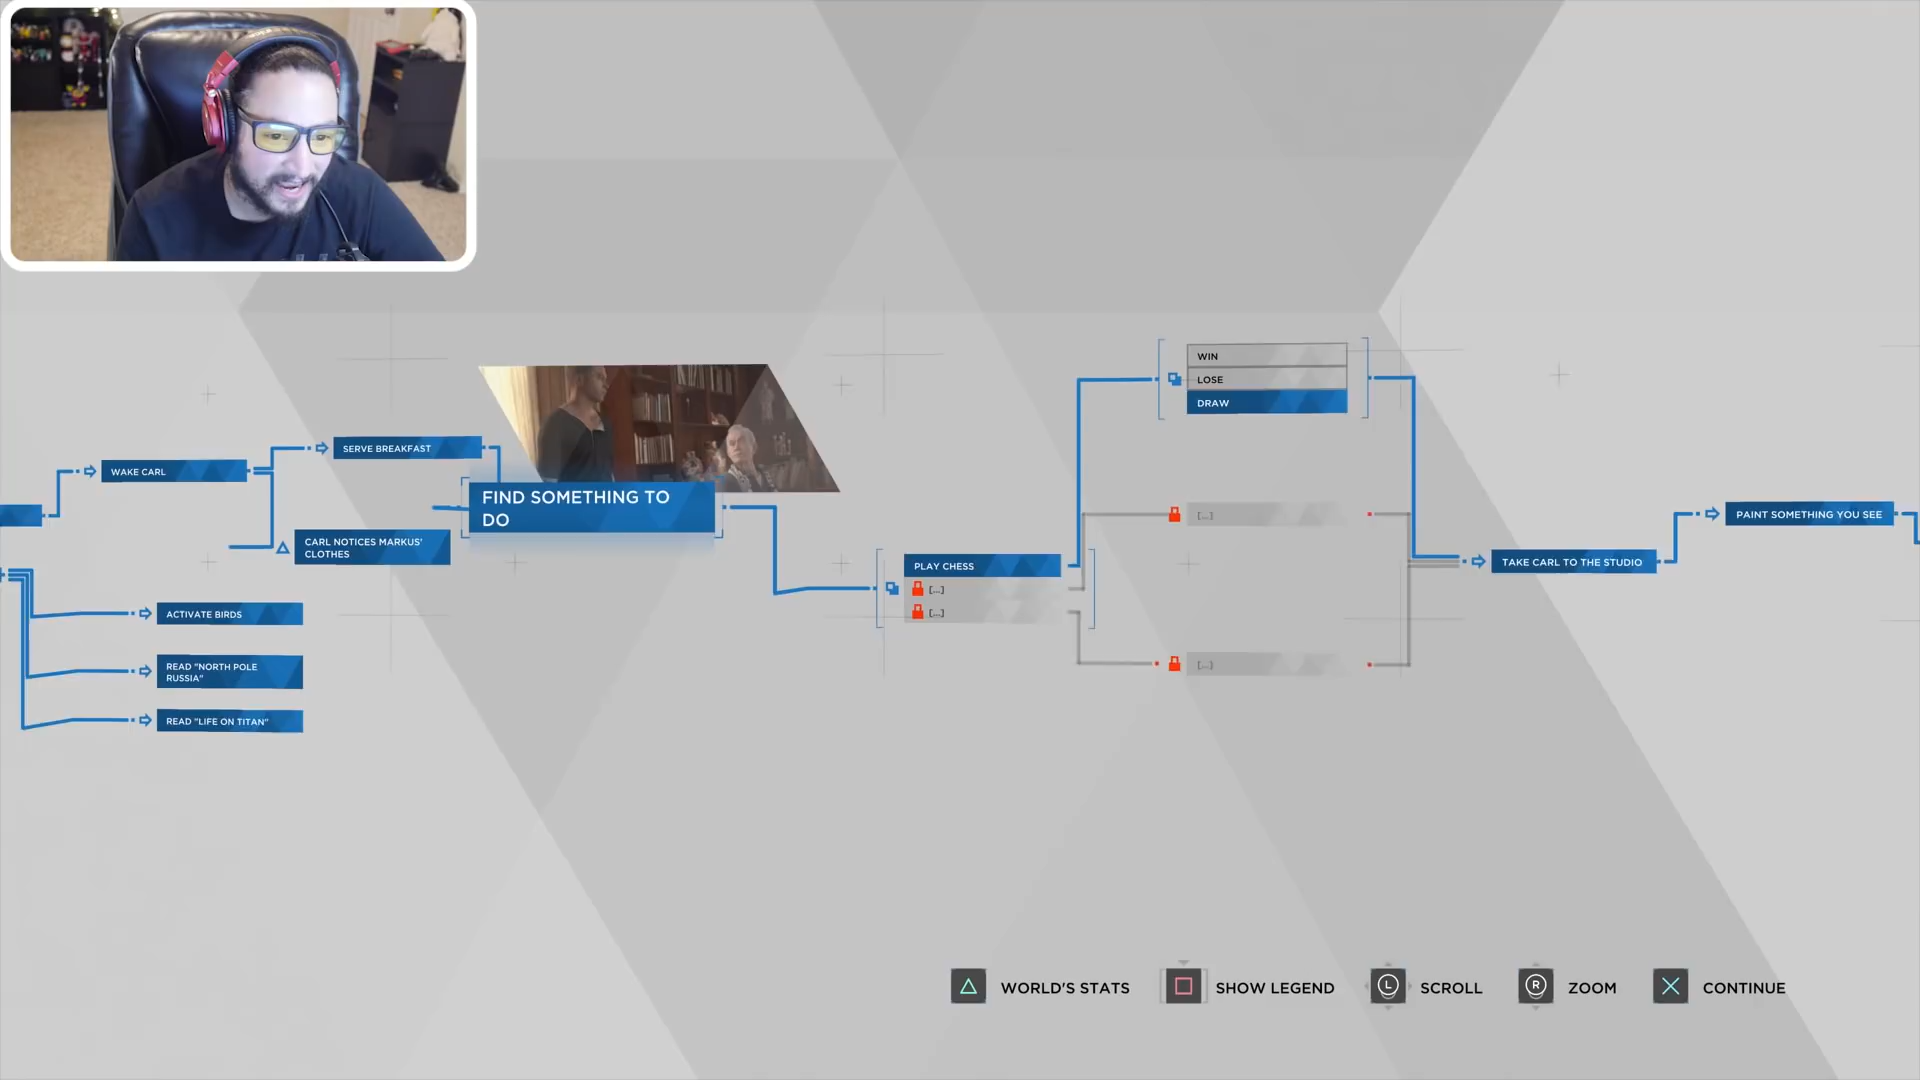 WIN
LOSE
DRAW
SERVE BREAKFAST
WAKE CARL
FIND SOMETHING TO
DO
CARL NOTICES MARKUS'
CLOTHES
[...]
PAINT SOMETHING YOU SEE
PLAY CHESS
[...]
[...]
TAKE CARL TO THE STUDIO
ACTIVATE BIRDS
READ "NORTH POLE
RUSSIA"
[...]
READ "LIFE ON TITAN"
WORLD'S STATS
SHOW LEGEND
L
SCROLL
R
ZOOM
CONTINUE